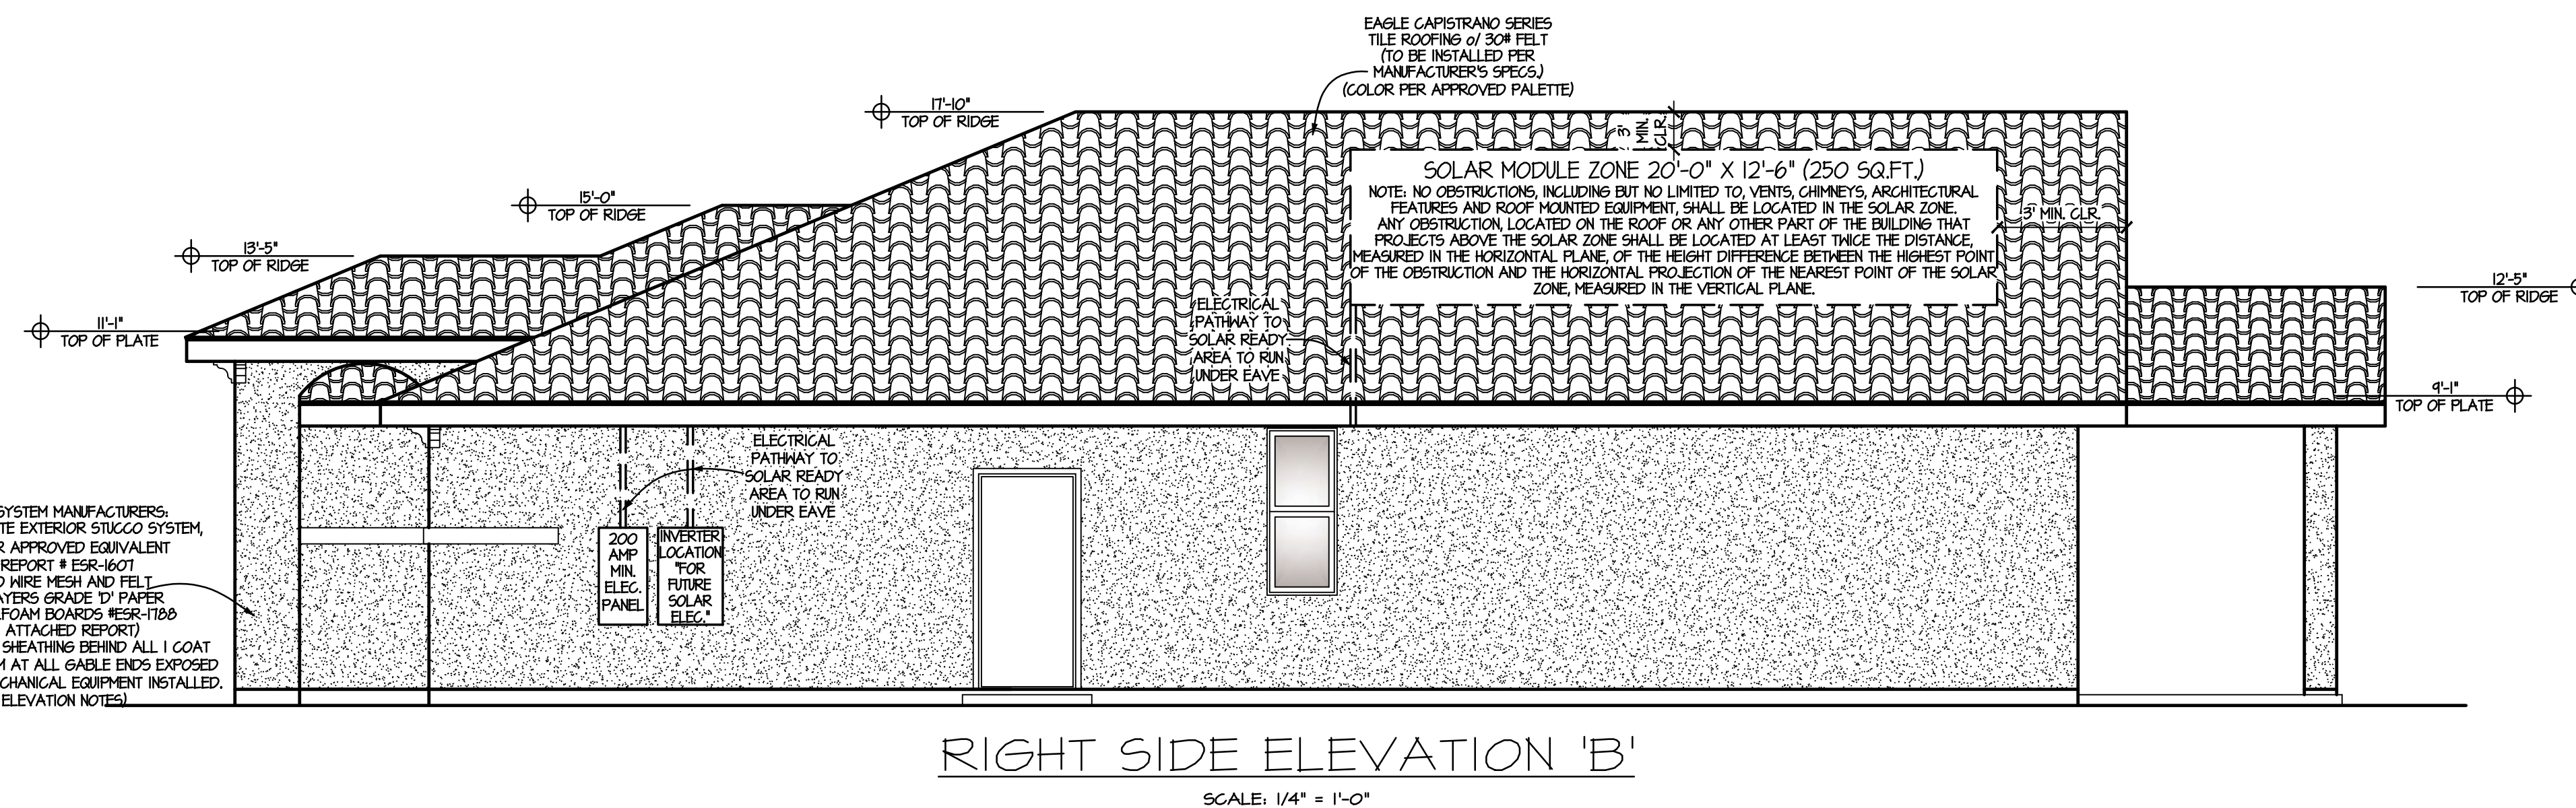 EAGLE CAPISTRANO SERIES
TILE ROOFING o/ 30# FELT
(TO BE INSTALLED PER
MANUFACTURER'S SPECS.)
(COLOR PER APPROVED PALETTE)
17'-10"
TOP OF RIDGE
15'-0"
TOP OF RIDGE
13'-5"
TOP OF RIDGE
11'-1"
TOP OF PLATE
3'
MIN.
CLR.
SOLAR MODULE ZONE 20'-0" X 12'-6" (250 SQ.FT.)
NOTE: NO OBSTRUCTIONS, INCLUDING BUT NO LIMITED TO, VENTS, CHIMNEYS, ARCHITECTURAL
FEATURES AND ROOF MOUNTED EQUIPMENT, SHALL BE LOCATED IN THE SOLAR ZONE.
ANY OBSTRUCTION, LOCATED ON THE ROOF OR ANY OTHER PART OF THE BUILDING THAT
PROJECTS ABOVE THE SOLAR ZONE SHALL BE LOCATED AT LEAST TWICE THE DISTANCE,
MEASURED IN THE HORIZONTAL PLANE, OF THE HEIGHT DIFFERENCE BETWEEN THE HIGHEST POINT
OF THE OBSTRUCTION AND THE HORIZONTAL PROJECTION OF THE NEAREST POINT OF THE SOLAR
ZONE, MEASURED IN THE VERTICAL PLANE.
3' MIN. CLR.
12'-5"
TOP OF RIDGE
9'-1"
TOP OF PLATE
ELECTRICAL
PATHWAY TO
SOLAR READY
AREA TO RUN
UNDER EAVE
ELECTRICAL
PATHWAY TO
SOLAR READY
AREA TO RUN
UNDER EAVE
200
AMP
MIN.
ELEC.
PANEL
INVERTER
LOCATION
"FOR
FUTURE
SOLAR
ELEC."
SYSTEM MANUFACTURERS:
EXTERIOR STUCCO SYSTEM,
APPROVED EQUIVALENT
REPORT # ESR-1607
WIRE MESH AND FELT
GRADE 'D' PAPER
FOAM BOARDS #ESR-1788
ATTACHED REPORT)
SHEATHING BEHIND ALL 1 COAT
AT ALL GABLE ENDS EXPOSED
EQUIPMENT INSTALLED.
ELEVATION NOTES)
RIGHT SIDE ELEVATION 'B'
SCALE: 1/4" = 1'-0"